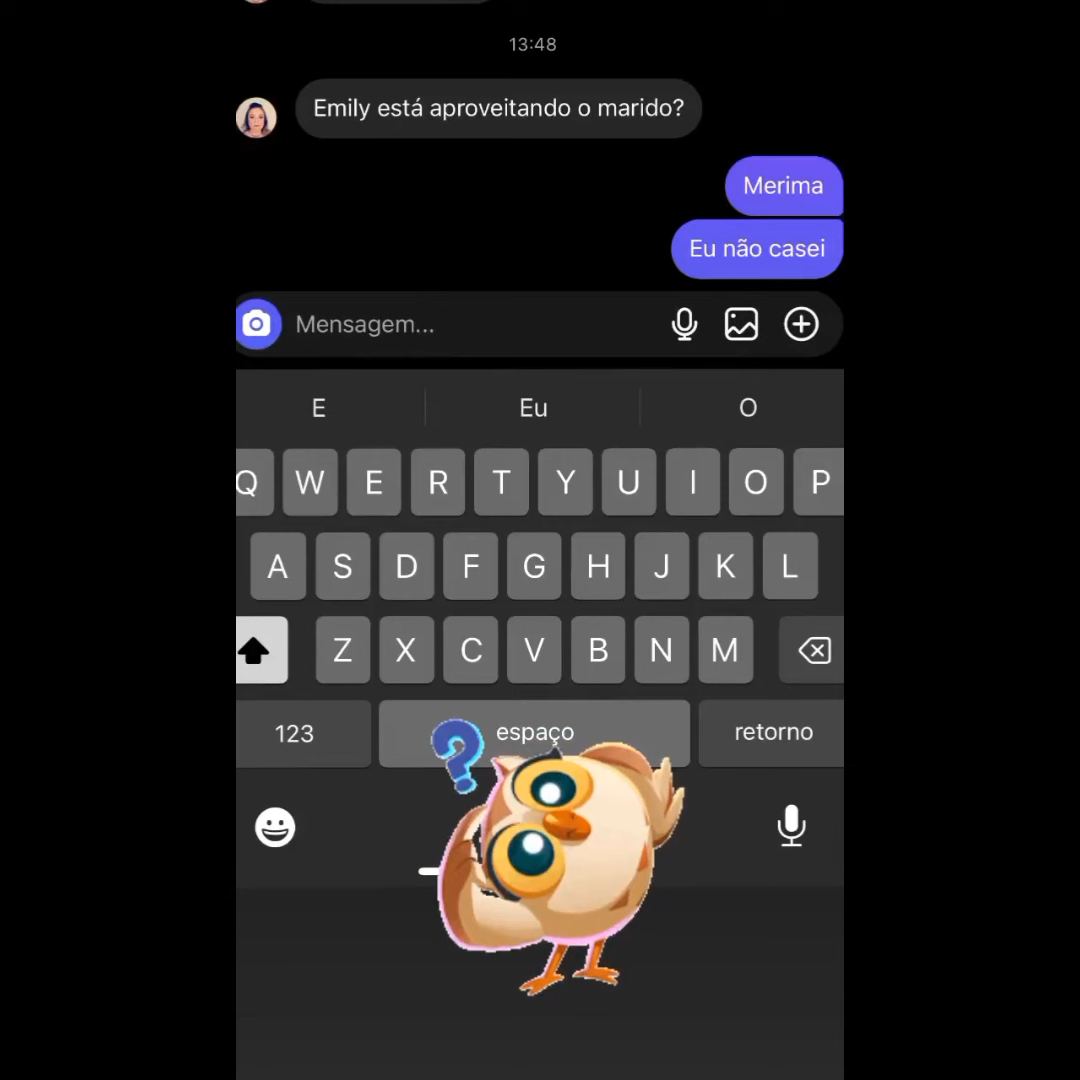 13:48
Emily está aproveitando o marido?
Merima
Eu não casei
Mensagem...
E Eu O
Q W E R T Y U I O P
A S D F G H J K L
Z X C V B N M
123 espaço retorno
?